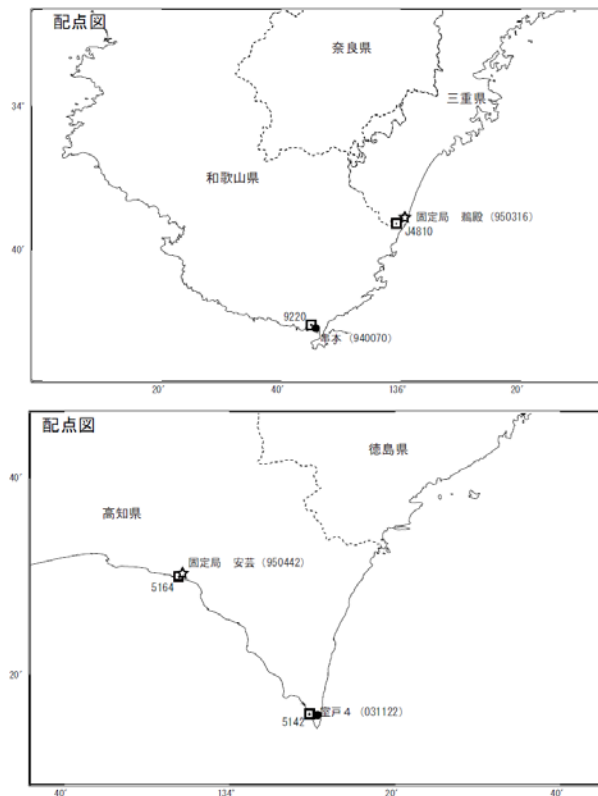 配点図
奈良県
34′
三重県
和歌山県
固定局 鵜殿（950316）
J4810
40′
9220
串本（940070）
20′
40′
136°
20′
配点図
徳島県
40′
高知県
固定局 安芸（950442）
5164
20′
室戸４（031122）
5142
40′
134°
20′
40′